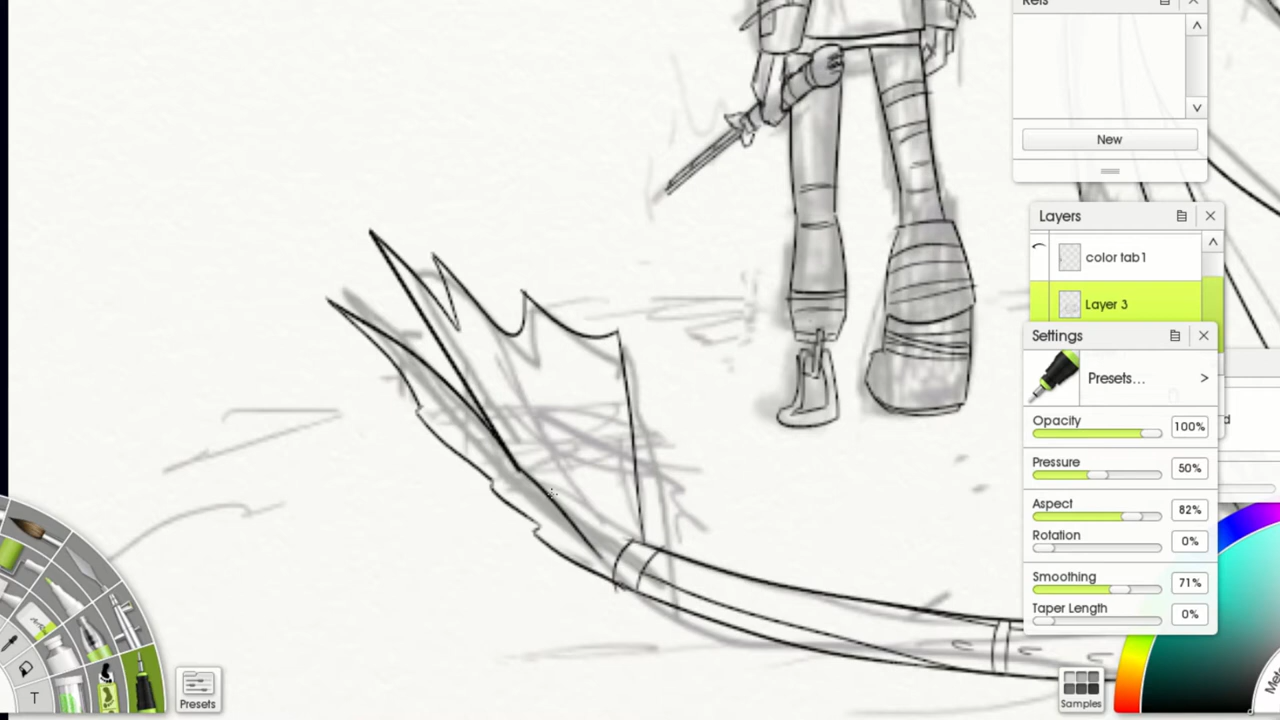 Refs
New
Layers
color tab1
Layer 3
Settings
Presets...
Opacity
100%
Pressure
50%
Aspect
82%
Rotation
0%
Smoothing
71%
Taper Length
0%
T
Presets
Samples